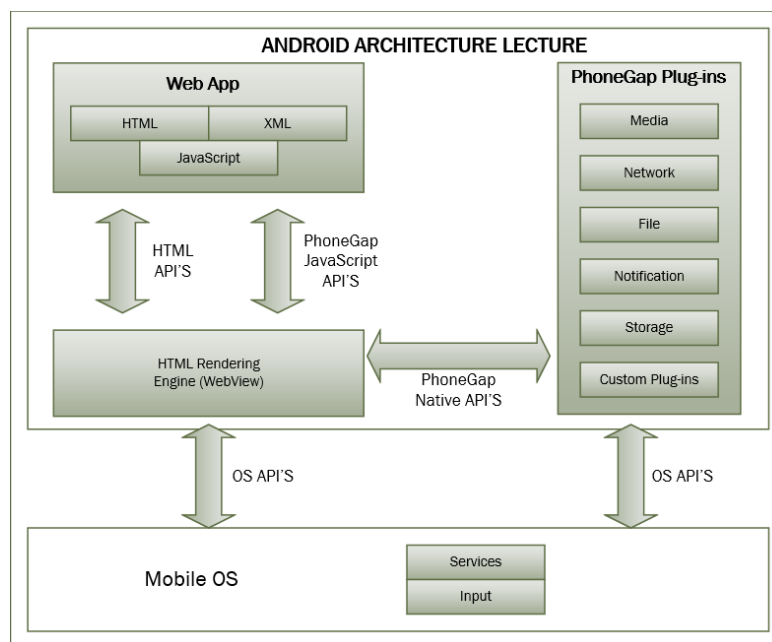 ANDROID ARCHITECTURE LECTURE
Web App
HTML
XML
JavaScript
PhoneGap Plug-ins
Media
Network
File
Notification
Storage
Custom Plug-ins
HTML
API'S
PhoneGap
JavaScript
API'S
HTML Rendering
Engine (WebView)
PhoneGap
Native API'S
OS API'S
OS API'S
Mobile OS
Services
Input